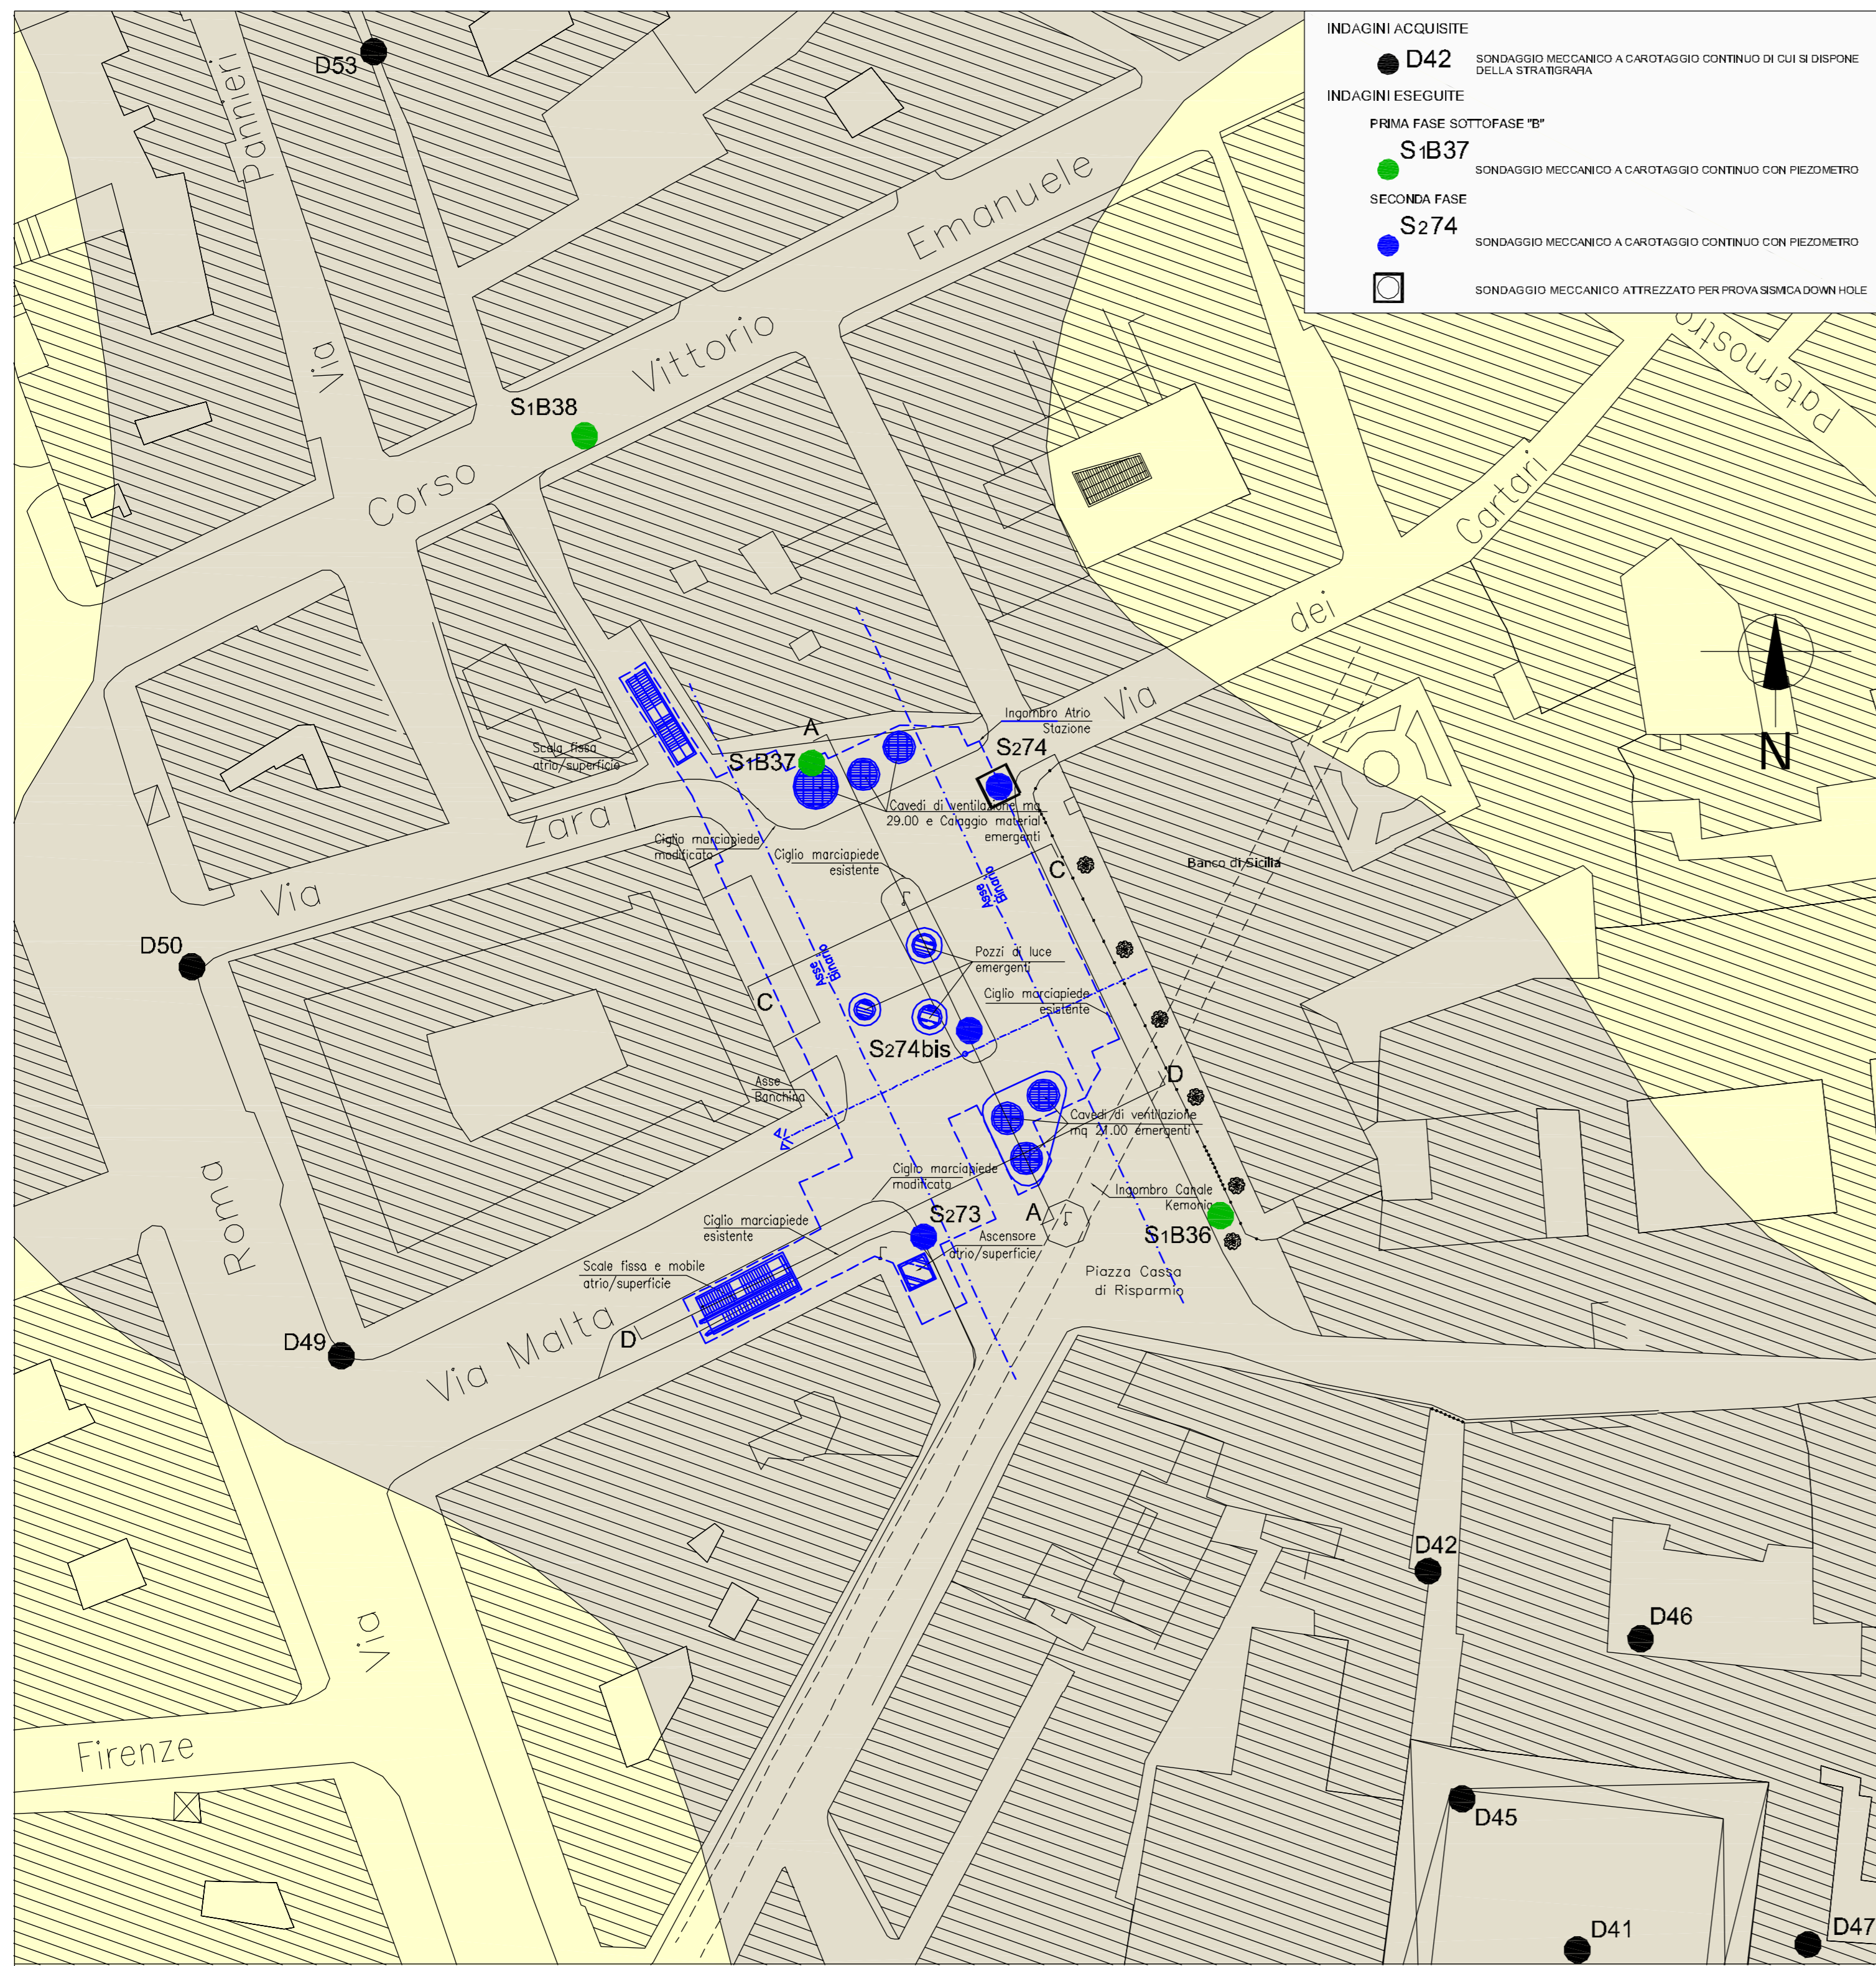 INDAGINI ACQUISITE
D42
SONDAGGIO MECCANICO A CAROTAGGIO CONTINUO DI CUI SI DISPONE
DELLA STRATIGRAFIA
INDAGINI ESEGUITE
PRIMA FASE SOTTOFASE "B"
S1B37
SONDAGGIO MECCANICO A CAROTAGGIO CONTINUO CON PIEZOMETRO
SECONDA FASE
S274
SONDAGGIO MECCANICO A CAROTAGGIO CONTINUO CON PIEZOMETRO
SONDAGGIO MECCANICO ATTREZZATO PER PROVA SISMICA DOWN HOLE
D53
Via Pannieri
Paternostro
Corso Vittorio Emanuele
S1B38
Via dei Cartari
N
Ingombro Atrio
Stazione
A
S274
S1B37
Scala fissa
atrio/superficie
Cavedi di ventilazione mq
29.00 e Calaggio material
emergenti
Via Zara
Ciglio marciapiede
modificato
Ciglio marciapiede
esistente
C
Banco di Sicilia
Asse
Binario
D50
Asse
Binario
Pozzi di luce
emergenti
C
Ciglio marciapiede
esistente
S274bis
D
Asse
Banchina
Cavedi di ventilazione
mq 21.00 emergenti
Ciglio marciapiede
modificato
Ingombro Canale
Kemonia
A
S273
S1B36
Ciglio marciapiede
esistente
Ascensore
atrio/superficie
Scale fissa e mobile
atrio/superficie
Piazza Cassa
di Risparmio
Via Roma
D49
Via Malta
D
D42
D46
Firenze
D45
D41
D47